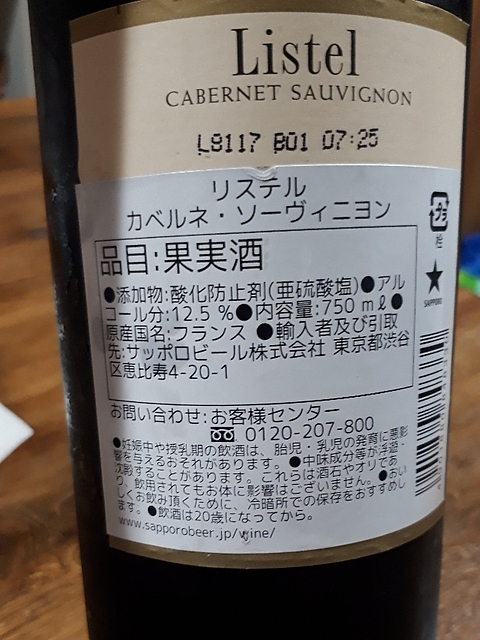 Listel
CABERNET SAUVIGNON
L8117 B01 07:25
リステル
カベルネ・ソーヴィニヨン
プラ
栓
品目:果実酒
●添加物:酸化防止剤(亜硫酸塩)●アル
コール分:12.5 %●内容量:750 mℓ●
原産国名:フランス ●輸入者及び引取
先:サッポロビール株式会社 東京都渋谷
区恵比寿4-20-1
SAPPORO
お問い合わせ:お客様センター
0120-207-800
●妊娠中や授乳期の飲酒は、胎児・乳児の発育に悪影
響を与えるおそれがあります。●中味成分等が浮遊・
沈殿することがあります。これらは酒石やオリであ
り、飲用されてもお体に影響はございません。●おい
しくお飲み頂くために、冷暗所での保存をおすすめし
ます。●飲酒は20歳になってから。
www.sapporobeer.jp/wine/